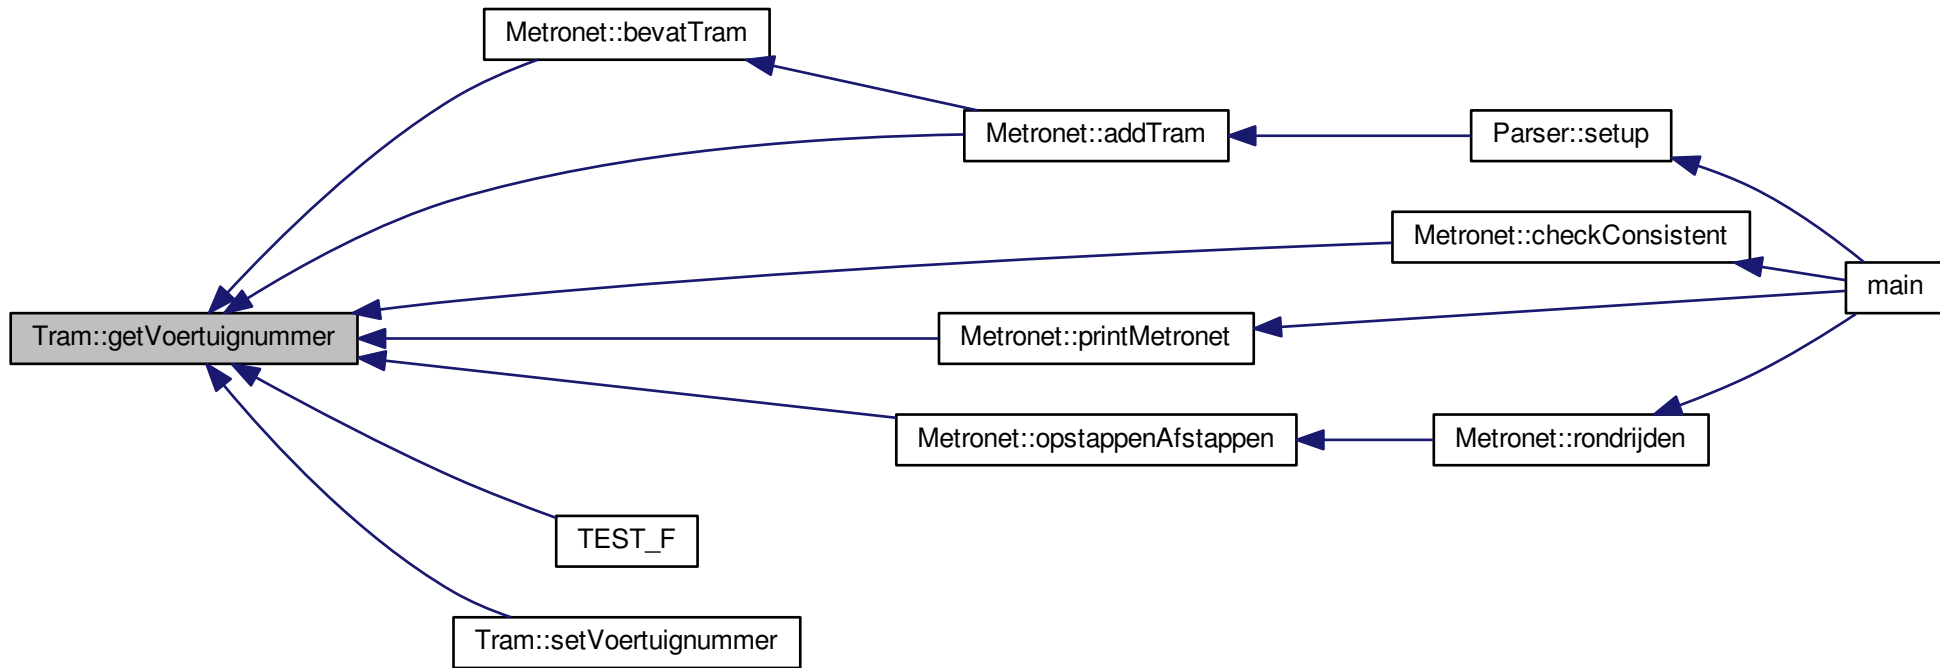 Metronet::bevatTram
Metronet::addTram
Parser::setup
Metronet::checkConsistent
main
Tram::getVoertuignummer
Metronet::printMetronet
Metronet::opstappenAfstappen
Metronet::rondrijden
TEST_F
Tram::setVoertuignummer